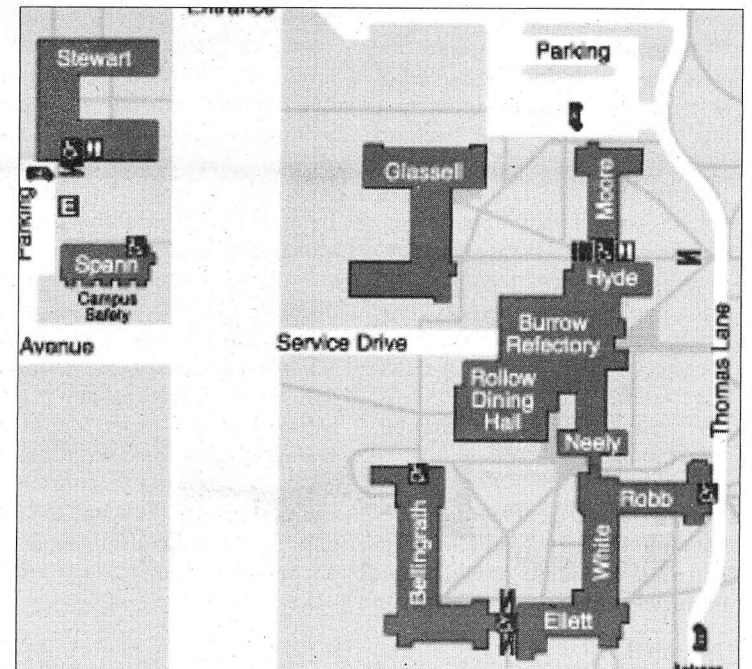 Entrance
Stewart
Parking
Glassell
Moore
Parking
E
Spann
Campus
Safety
Hyde
Burrow
Refectory
Avenue
Service Drive
Rollow
Dining
Hall
Thomas Lane
Neely
Robb
Bellingrath
White
Ellett